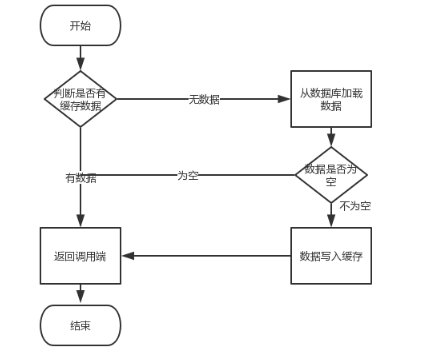 开始
判断是否有
缓存数据
无数据
从数据库加载
数据
有数据
为空
数据是否为
空
不为空
返回调用端
数据写入缓存
结束